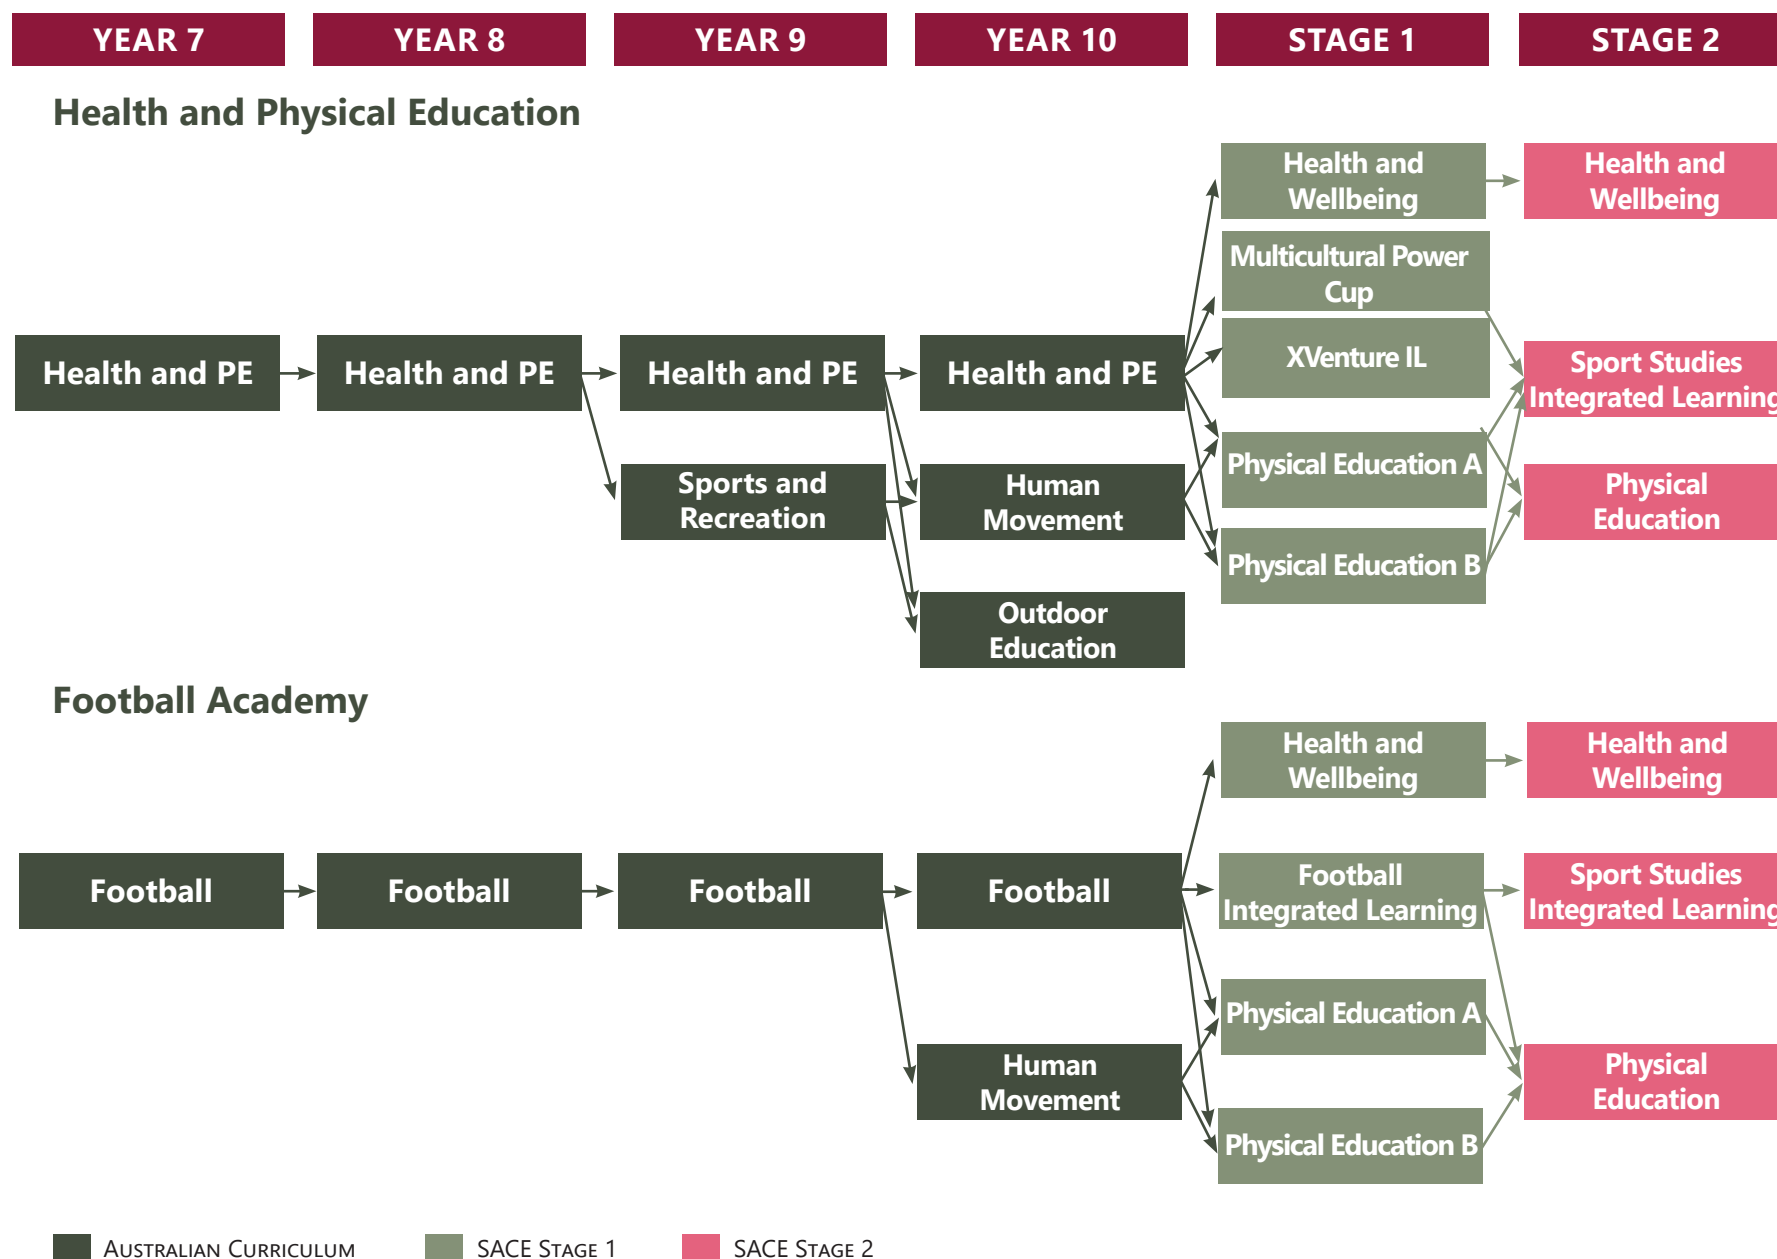 YEAR 7
YEAR 8
YEAR 9
YEAR 10
STAGE 1
STAGE 2
Health and Physical Education
Health and
Wellbeing
Health and
Wellbeing
Multicultural Power
Cup
XVenture IL
Health and PE
Health and PE
Health and PE
Health and PE
Sport Studies
Integrated Learning
Physical Education A
Sports and
Recreation
Human
Movement
Physical
Education
Physical Education B
Outdoor
Education
Football Academy
Health and
Wellbeing
Health and
Wellbeing
Football
Football
Football
Football
Football
Integrated Learning
Sport Studies
Integrated Learning
Physical Education A
Human
Movement
Physical
Education
Physical Education B
AUSTRALIAN CURRICULUM
SACE STAGE 1
SACE STAGE 2